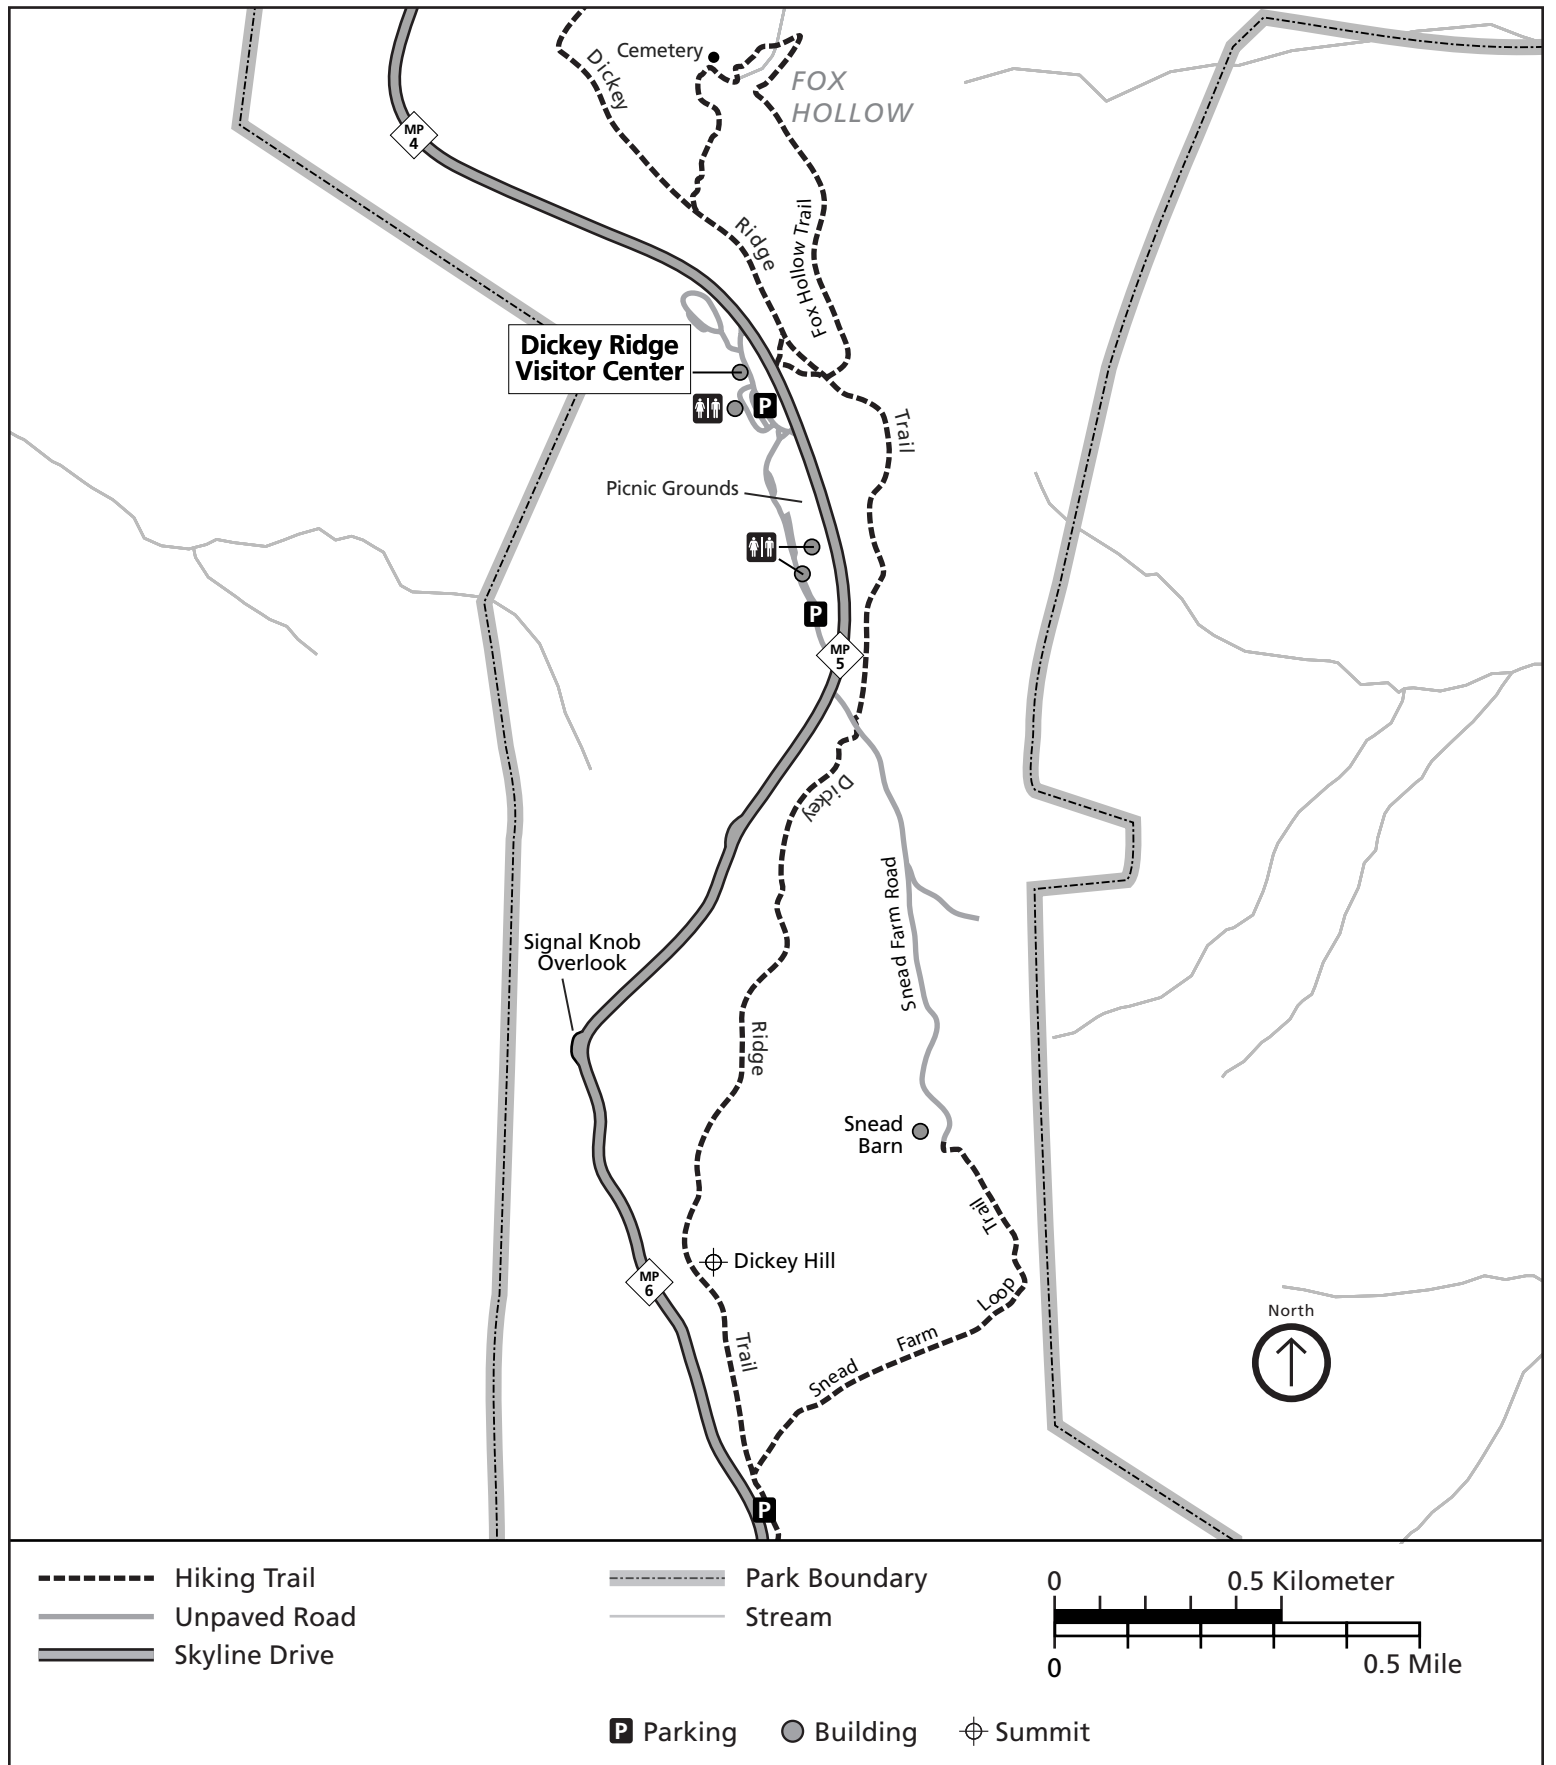 Cemetery
Dickey
FOX
HOLLOW
MP
4
Ridge
Fox Hollow Trail
Dickey Ridge
Visitor Center
P
Trail
Picnic Grounds
P
MP
5
Dickey
Snead Farm Road
Signal Knob
Overlook
Ridge
Snead
Barn
Trail
Dickey Hill
MP
6
Loop
North
Trail
Farm
Snead
P
Hiking Trail
Unpaved Road
Skyline Drive
Park Boundary
Stream
0
0.5 Kilometer
0
0.5 Mile
P Parking
Building
Summit